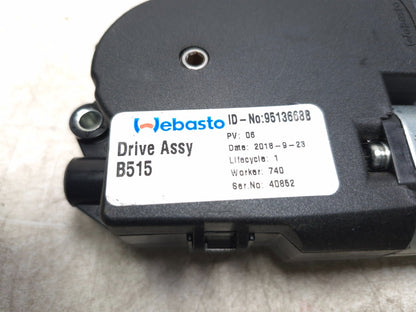 Webasto
ID-No:9513668B
PV: 06
Date: 2018-9-23
Lifecycle: 1
Worker: 740
Ser.No: 40852
Drive Assy
B515